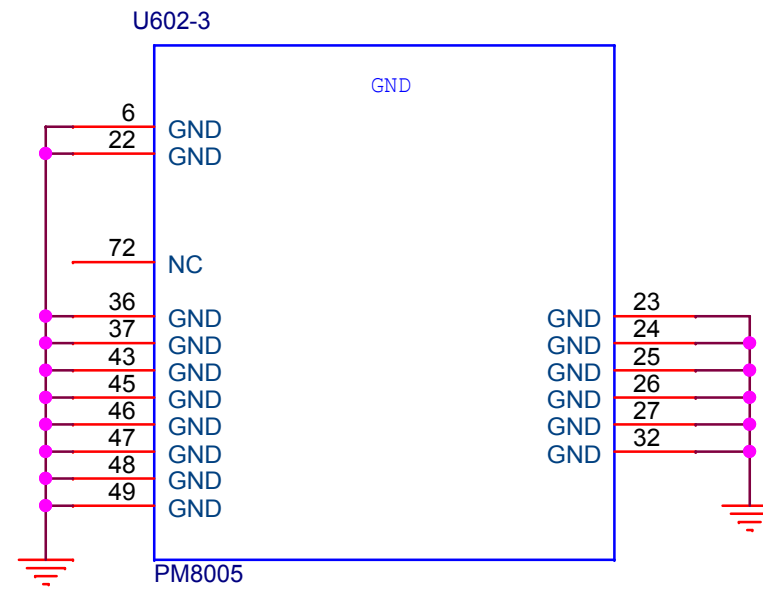 U602-3
GND
6 GND
22 GND
72 NC
36 GND GND 23
37 GND GND 24
43 GND GND 25
45 GND GND 26
46 GND GND 27
47 GND GND 32
48 GND
49 GND
PM8005